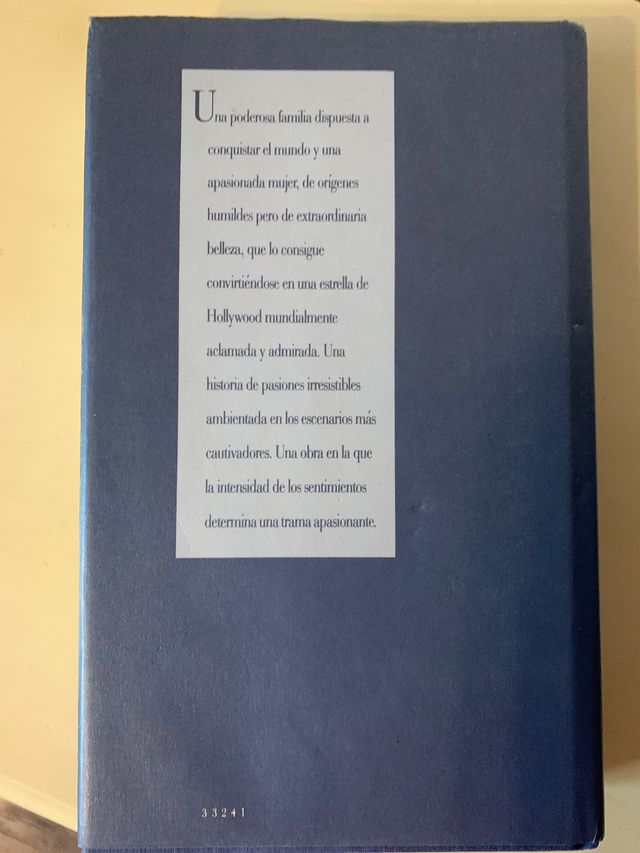 Una poderosa familia dispuesta a
conquistar el mundo y una
apasionada mujer, de orígenes
humildes pero de extraordinaria
belleza, que lo consigue
convirtiéndose en una estrella de
Hollywood mundialmente
aclamada y admirada. Una
historia de pasiones irresistibles
ambientada en los escenarios más
cautivadores. Una obra en la que
la intensidad de los sentimientos
determina una trama apasionante.
33241